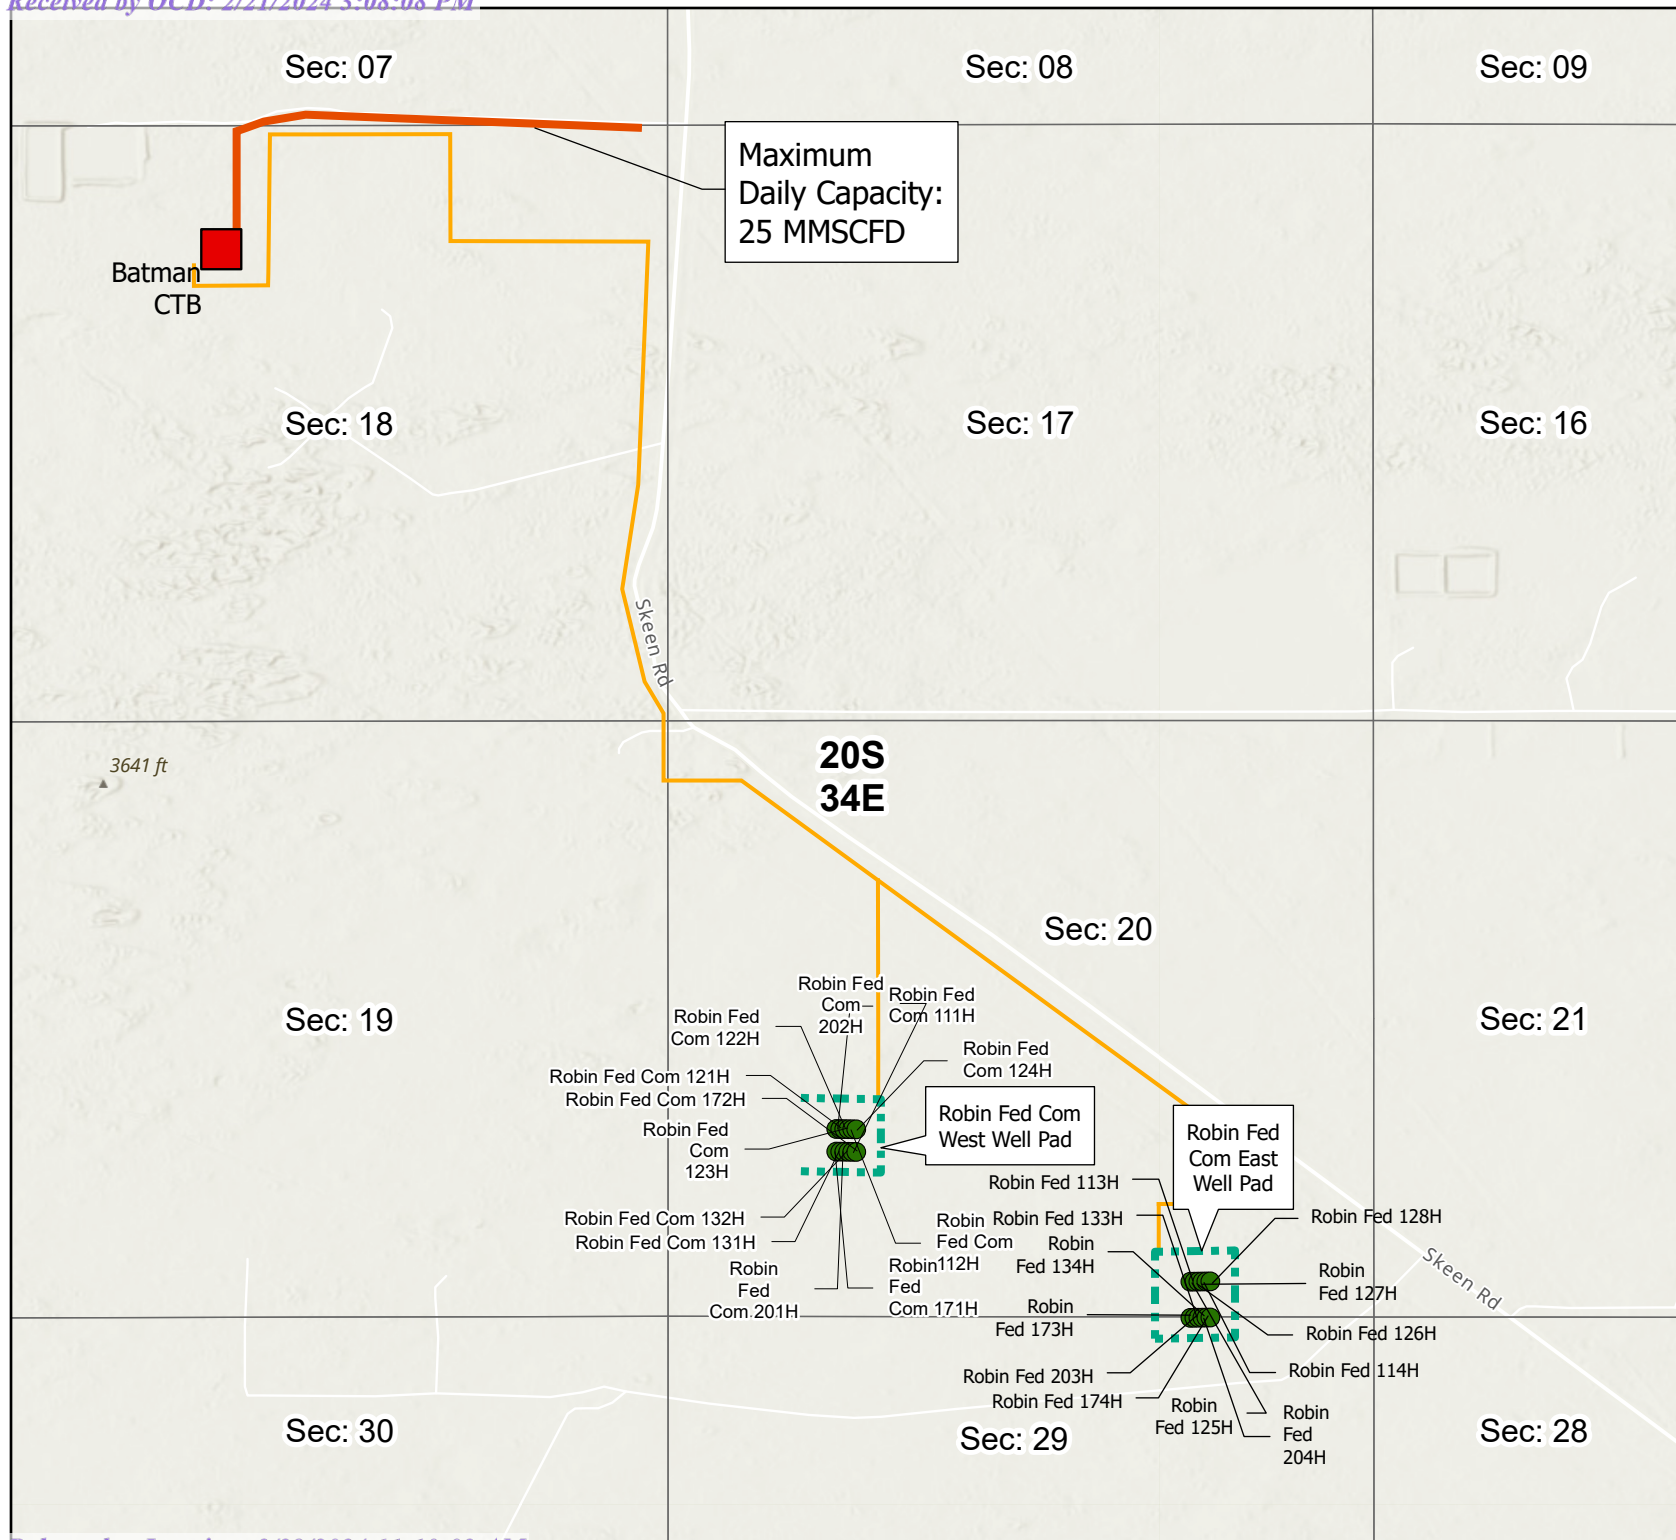 Received by OCD: 2/21/2024 3:08:08 PM
Sec: 07
Sec: 08
Sec: 09
Maximum
Daily Capacity:
25 MMSCFD
Batman
CTB
Sec: 18
Sec: 17
Sec: 16
Skeen Rd
3641 ft
20S
34E
Sec: 20
Sec: 19
Sec: 21
Robin Fed
Com
202H
Robin Fed
Com 111H
Robin Fed
Com 122H
Robin Fed
Com 124H
Robin Fed Com 121H
Robin Fed Com 172H
Robin Fed
Com
123H
Robin Fed Com
West Well Pad
Robin Fed
Com East
Well Pad
Robin Fed Com 132H
Robin Fed Com 131H
Robin
Fed
Com 201H
Robin
Fed Com
112H
Robin
Fed
Com 171H
Robin Fed 113H
Robin Fed 133H
Robin
Fed 134H
Robin Fed 128H
Robin
Fed 127H
Robin
Fed 173H
Robin Fed 126H
Robin Fed 203H
Robin Fed 114H
Robin Fed 174H
Robin
Fed 125H
Robin
Fed
204H
Skeen Rd
Sec: 30
Sec: 29
Sec: 28